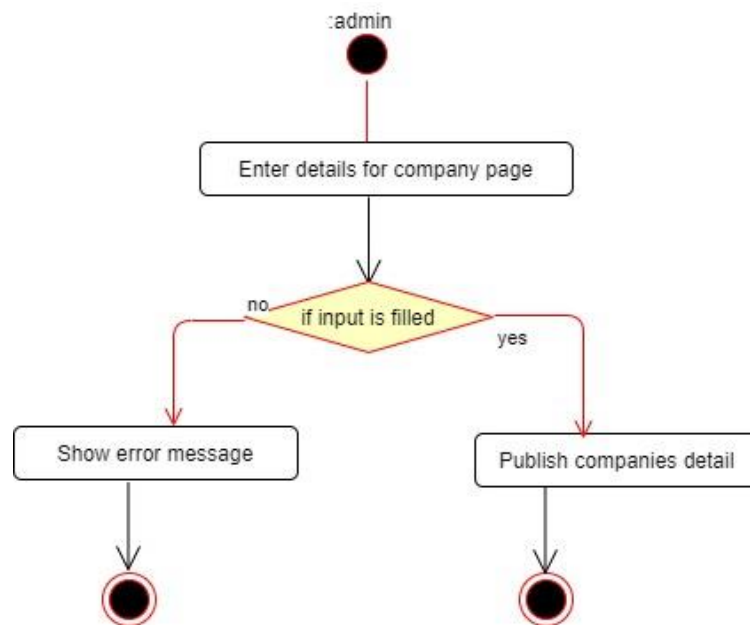 :admin
Enter details for company page
no
if input is filled
yes
Show error message
Publish companies detail